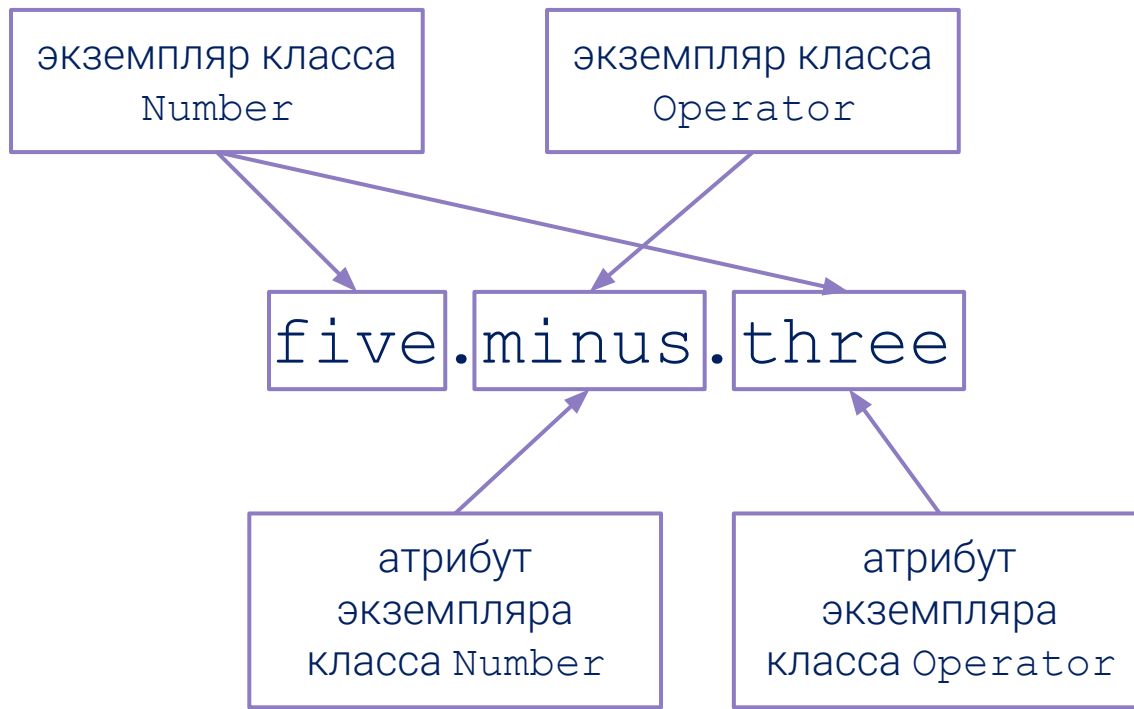 экземпляр класса
Number
экземпляр класса
Operator
five.minus.three
атрибут
экземпляра
класса Number
атрибут
экземпляра
класса Operator